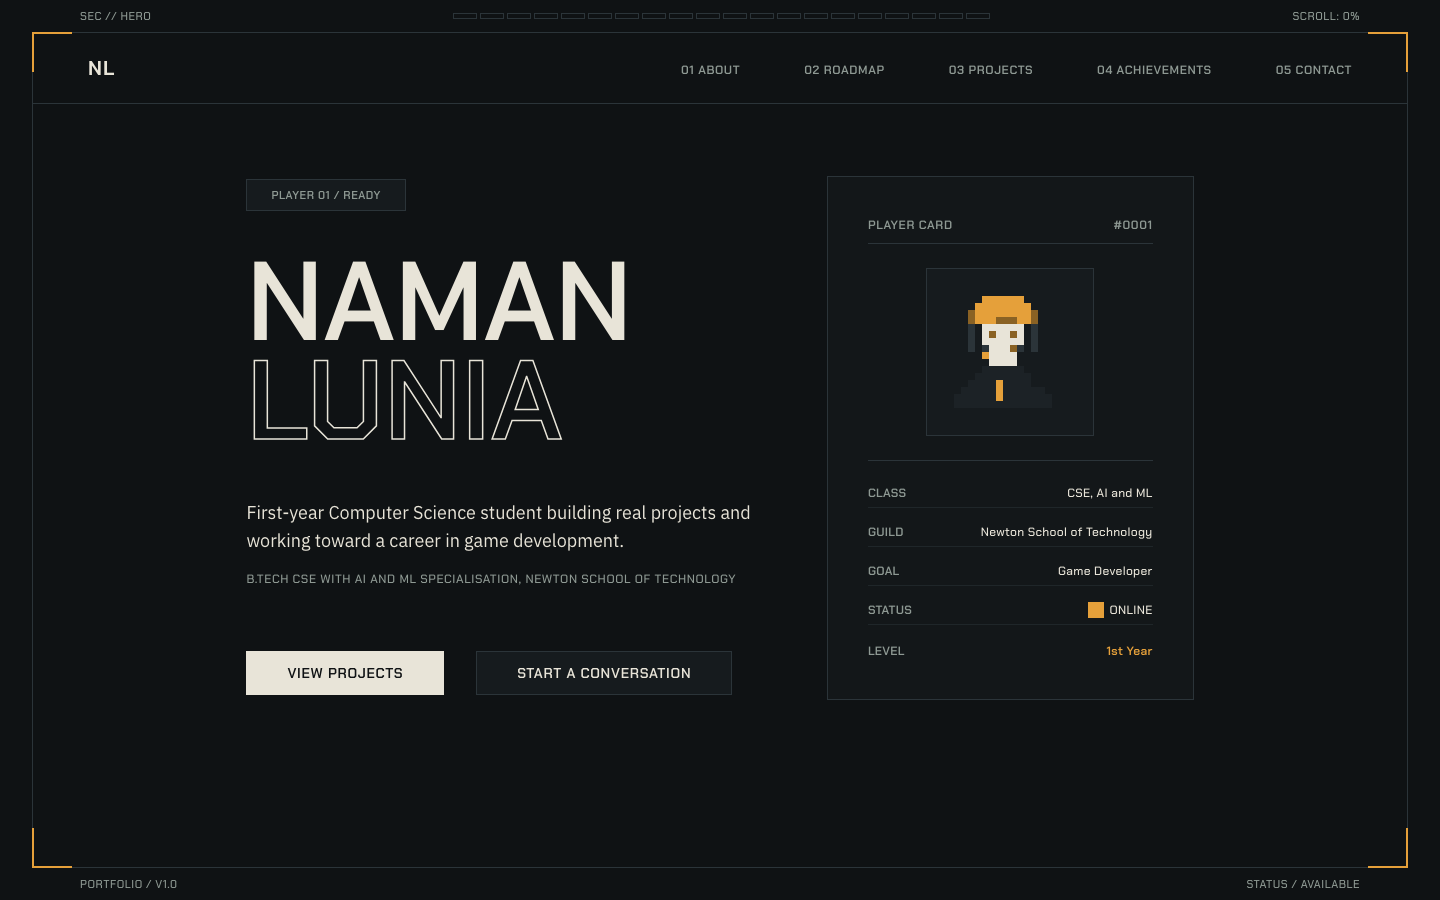 SEC // HERO
SCROLL: 0%
NL
01 ABOUT
02 ROADMAP
03 PROJECTS
04 ACHIEVEMENTS
05 CONTACT
PLAYER 01 / READY
NAMAN
LUNIA
First-year Computer Science student building real projects and
working toward a career in game development.
B.TECH CSE WITH AI AND ML SPECIALISATION, NEWTON SCHOOL OF TECHNOLOGY
VIEW PROJECTS
START A CONVERSATION
PLAYER CARD
#0001
CLASS
CSE, AI and ML
GUILD
Newton School of Technology
GOAL
Game Developer
STATUS
ONLINE
LEVEL
1st Year
PORTFOLIO / V1.0
STATUS / AVAILABLE